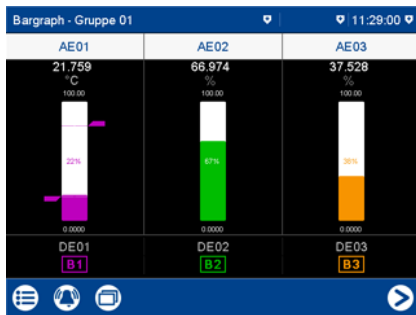 Bargraph - Gruppe 01 11:29:00
AE01 AE02 AE03
21.759 66.974 37.528
°C % %
100.00 100.00 100.00
22% 67% 38%
0.0000 0.0000 0.0000
DE01 DE02 DE03
B1 B2 B3